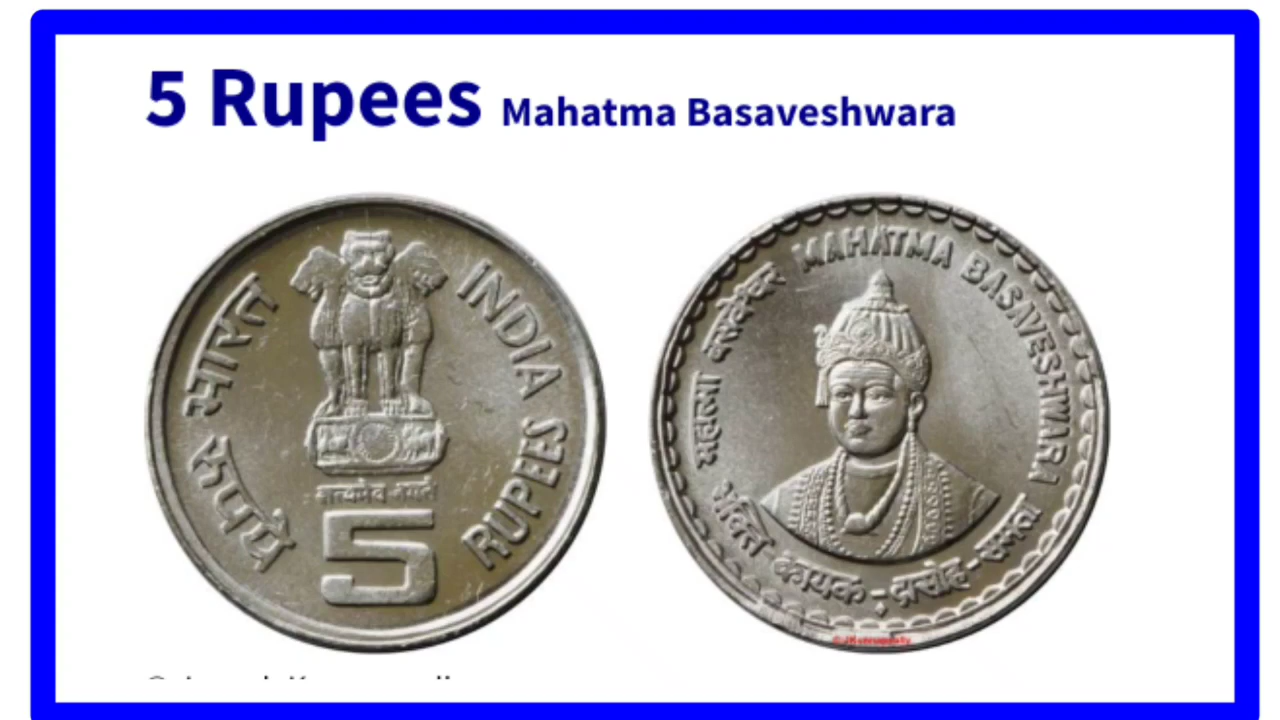 5 Rupees Mahatma Basaveshwara
भारत
INDIA
रुपये
RUPEES
सत्यमेव जयते
5
महात्मा बसवेश्वर
MAHATMA BASAVESHWARA
भक्ति कायक-दासोह-समता